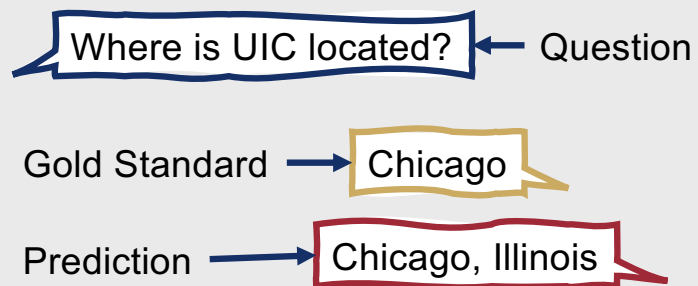 Where is UIC located? Question
Gold Standard Chicago
Prediction Chicago, Illinois